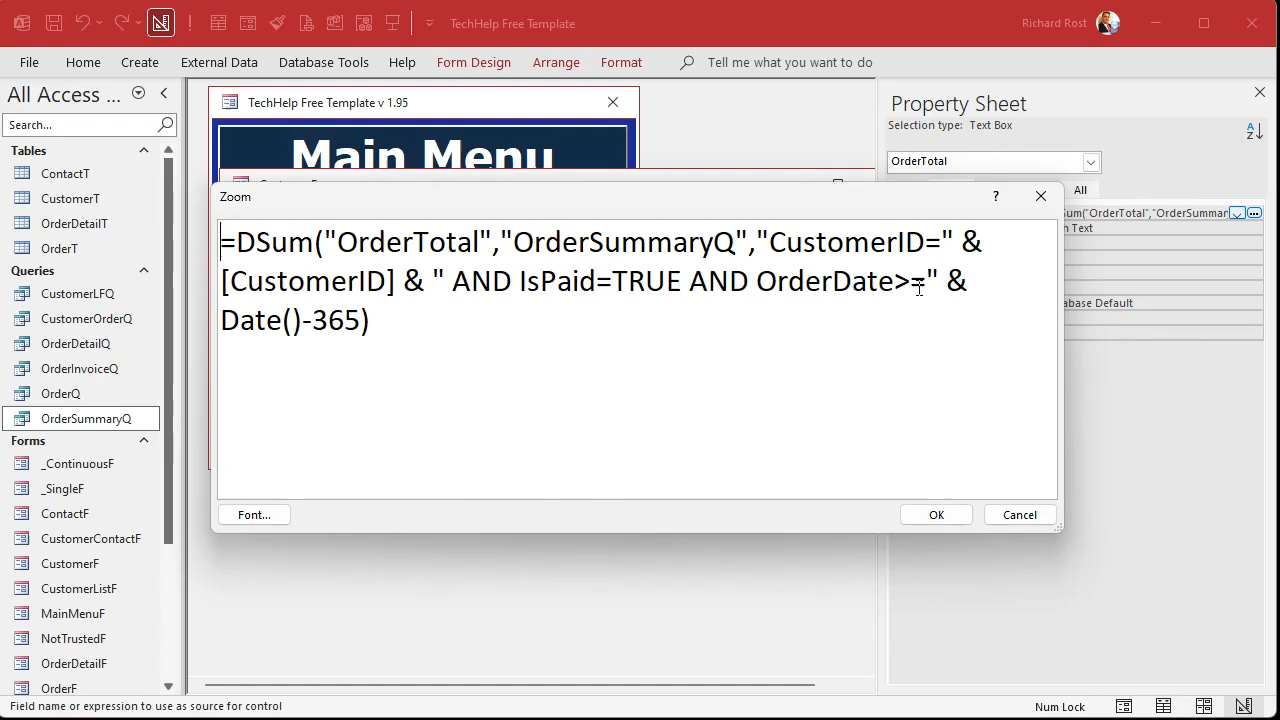 TechHelp Free Template
Richard Rost
File Home Create External Data Database Tools Help Form Design Arrange Format Tell me what you want to do
All Access ...
Search...
Tables
ContactT
CustomerT
OrderDetailT
OrderT
Queries
CustomerLFQ
CustomerOrderQ
OrderDetailQ
OrderInvoiceQ
OrderQ
OrderSummaryQ
Forms
_ContinuousF
_SingleF
ContactF
CustomerContactF
CustomerF
CustomerListF
MainMenuF
NotTrustedF
OrderDetailF
OrderF
TechHelp Free Template v 1.95
Main Menu
Zoom
=DSum("OrderTotal","OrderSummaryQ","CustomerID=" &
[CustomerID] & " AND IsPaid=TRUE AND OrderDate>=" &
Date()-365)
Font...
OK
Cancel
Property Sheet
Selection type: Text Box
OrderTotal
All
Sum("OrderTotal","OrderSummar
n Text
abase Default
Field name or expression to use as source for control
Num Lock